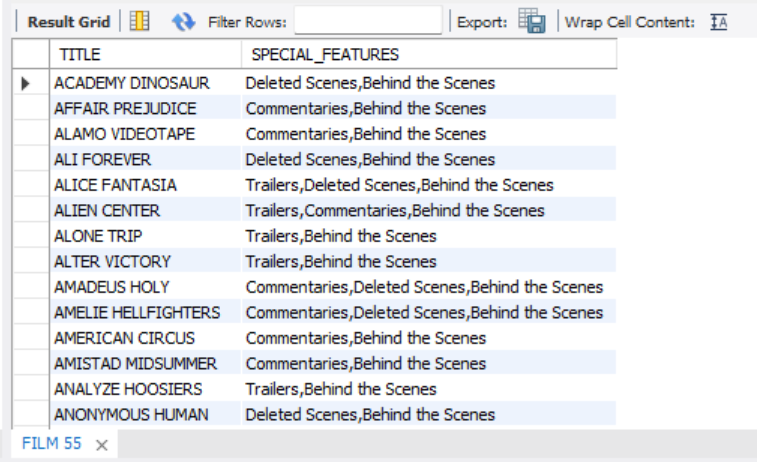 Result Grid Filter Rows: Export: Wrap Cell Content:
TITLE SPECIAL_FEATURES
ACADEMY DINOSAUR Deleted Scenes,Behind the Scenes
AFFAIR PREJUDICE Commentaries,Behind the Scenes
ALAMO VIDEOTAPE Commentaries,Behind the Scenes
ALI FOREVER Deleted Scenes,Behind the Scenes
ALICE FANTASIA Trailers,Deleted Scenes,Behind the Scenes
ALIEN CENTER Trailers,Commentaries,Behind the Scenes
ALONE TRIP Trailers,Behind the Scenes
ALTER VICTORY Trailers,Behind the Scenes
AMADEUS HOLY Commentaries,Deleted Scenes,Behind the Scenes
AMELIE HELLFIGHTERS Commentaries,Deleted Scenes,Behind the Scenes
AMERICAN CIRCUS Commentaries,Behind the Scenes
AMISTAD MIDSUMMER Commentaries,Behind the Scenes
ANALYZE HOOSIERS Trailers,Behind the Scenes
ANONYMOUS HUMAN Deleted Scenes,Behind the Scenes
FILM 55